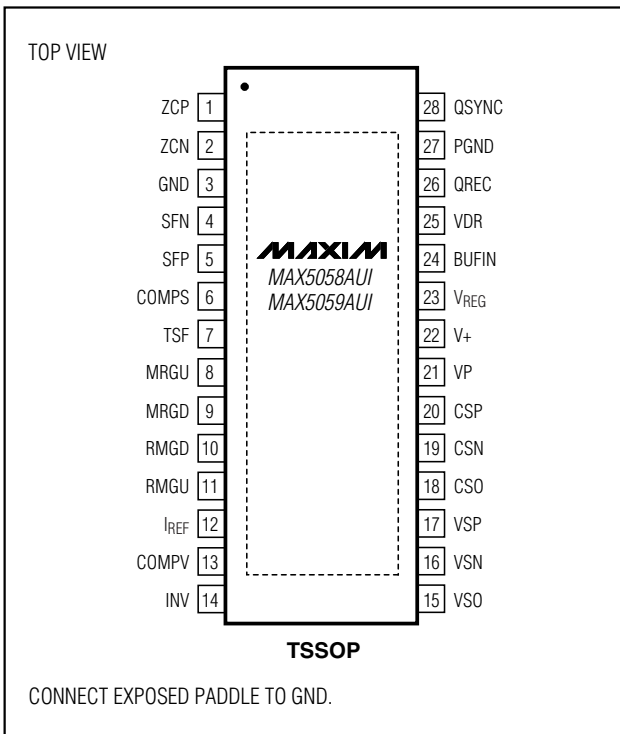 TOP VIEW
ZCP 1
ZCN 2
GND 3
SFN 4
SFP 5
COMPS 6
TSF 7
MRGU 8
MRGD 9
RMGD 10
RMGU 11
IREF 12
COMPV 13
INV 14
MAXIM
MAX5058AUI
MAX5059AUI
28 QSYNC
27 PGND
26 QREC
25 VDR
24 BUFIN
23 VREG
22 V+
21 VP
20 CSP
19 CSN
18 CSO
17 VSP
16 VSN
15 VSO
TSSOP
CONNECT EXPOSED PADDLE TO GND.